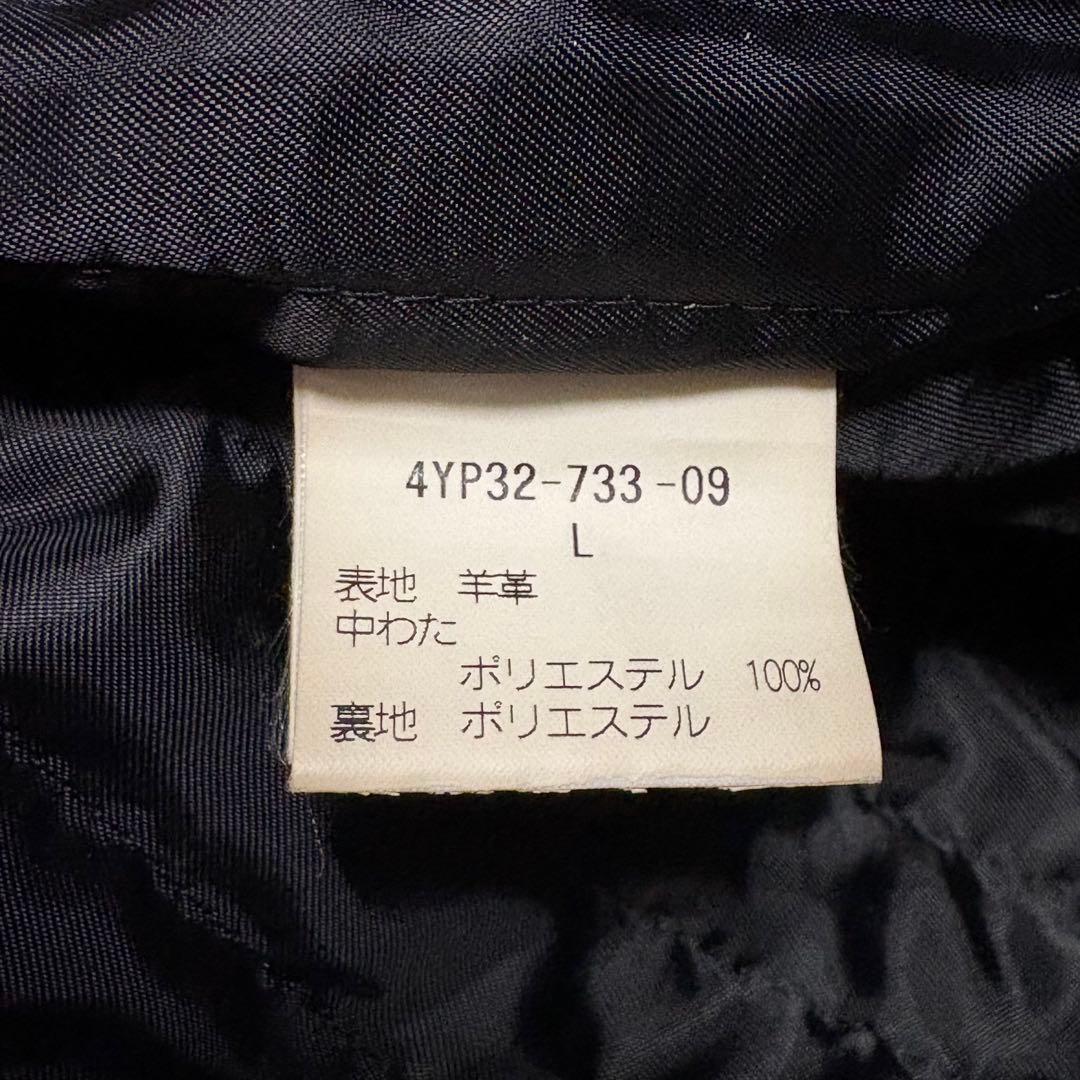 4YP32-733-09
L
表地 羊革
中わた
ポリエステル 100%
裏地 ポリエステル